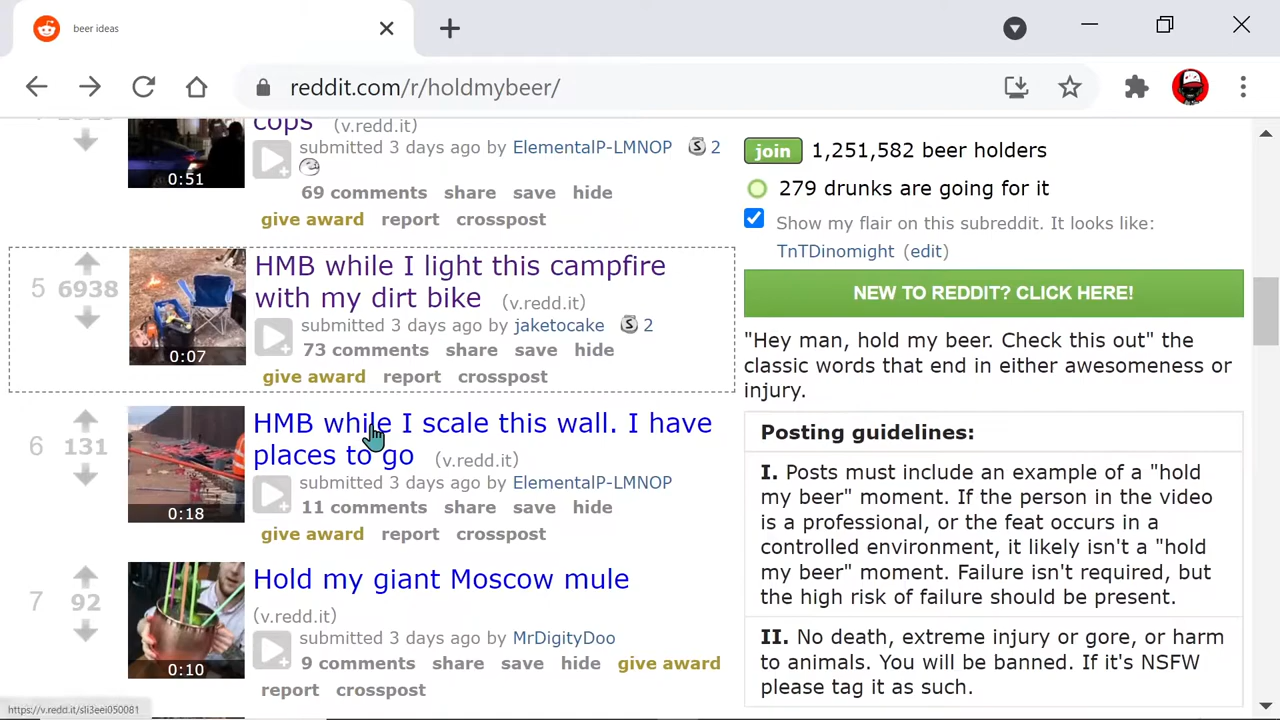 beer ideas
reddit.com/r/holdmybeer/
cops (v.redd.it)
submitted 3 days ago by ElementalP-LMNOP 2
0:51
69 comments share save hide
give award report crosspost
5
6938
HMB while I light this campfire
with my dirt bike (v.redd.it)
submitted 3 days ago by jaketocake 2
0:07
73 comments share save hide
give award report crosspost
6
131
HMB while I scale this wall. I have
places to go (v.redd.it)
submitted 3 days ago by ElementalP-LMNOP
0:18
11 comments share save hide
give award report crosspost
7
92
Hold my giant Moscow mule
(v.redd.it)
submitted 3 days ago by MrDigityDoo
0:10
9 comments share save hide give award
report crosspost
join 1,251,582 beer holders
279 drunks are going for it
Show my flair on this subreddit. It looks like:
TnTDinomight (edit)
NEW TO REDDIT? CLICK HERE!
"Hey man, hold my beer. Check this out" the
classic words that end in either awesomeness or
injury.
Posting guidelines:
I. Posts must include an example of a "hold
my beer" moment. If the person in the video
is a professional, or the feat occurs in a
controlled environment, it likely isn't a "hold
my beer" moment. Failure isn't required, but
the high risk of failure should be present.
II. No death, extreme injury or gore, or harm
to animals. You will be banned. If it's NSFW
please tag it as such.
https://v.redd.it/sli3eei050081